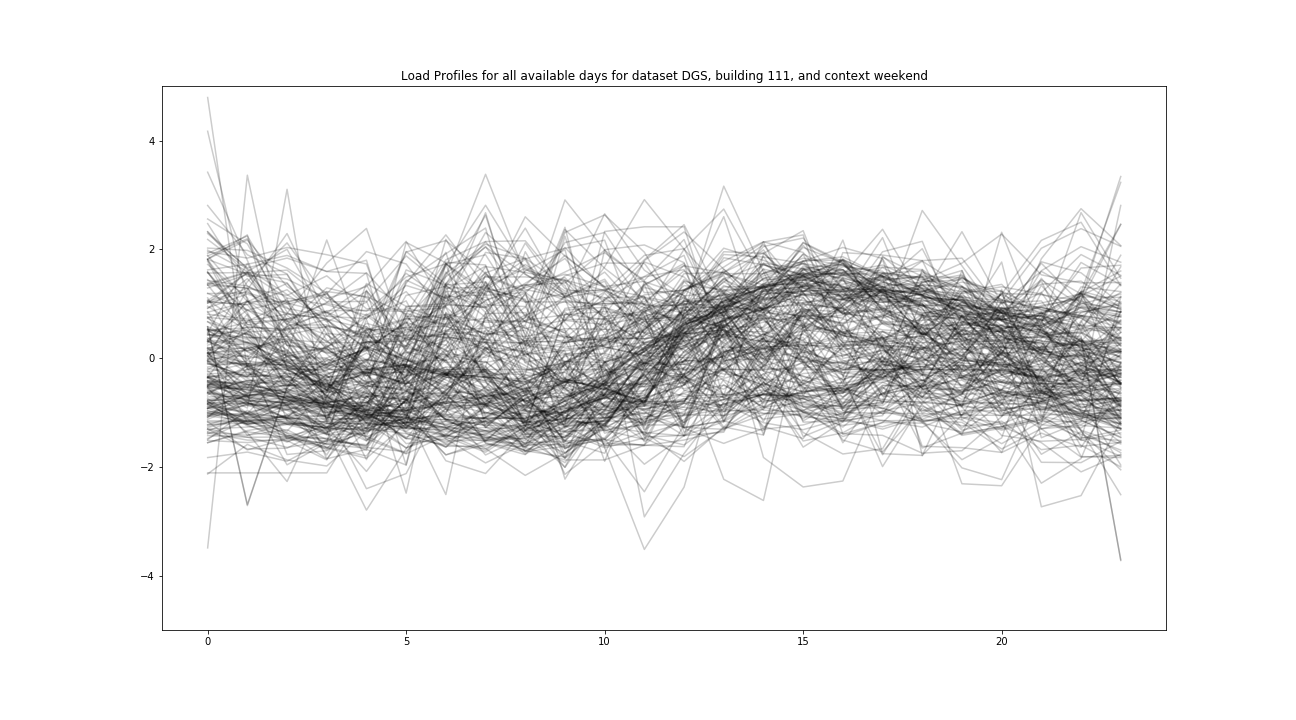 Load Profiles for all available days for dataset DGS, building 111, and context weekend
4
2
0
−2
−4
0 5 10 15 20